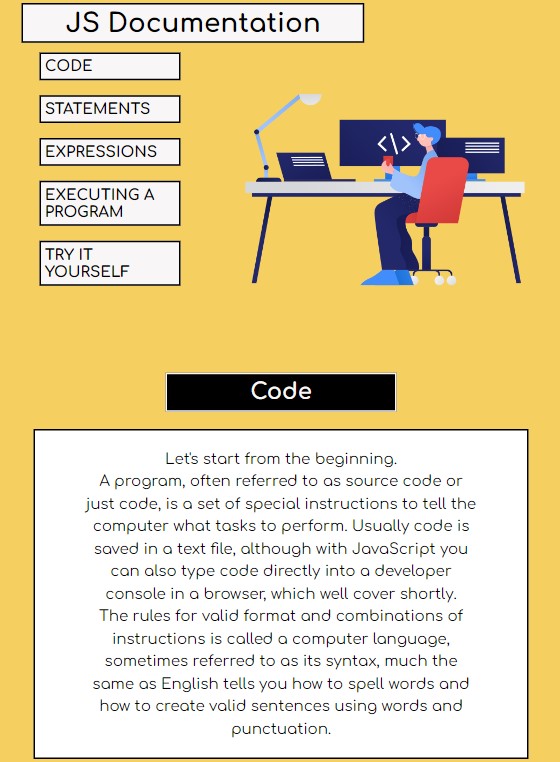 JS Documentation
CODE
STATEMENTS
EXPRESSIONS
EXECUTING A
PROGRAM
TRY IT
YOURSELF
</>
Code
Let's start from the beginning.
A program, often referred to as source code or
just code, is a set of special instructions to tell the
computer what tasks to perform. Usually code is
saved in a text file, although with JavaScript you
can also type code directly into a developer
console in a browser, which well cover shortly.
The rules for valid format and combinations of
instructions is called a computer language,
sometimes referred to as its syntax, much the
same as English tells you how to spell words and
how to create valid sentences using words and
punctuation.